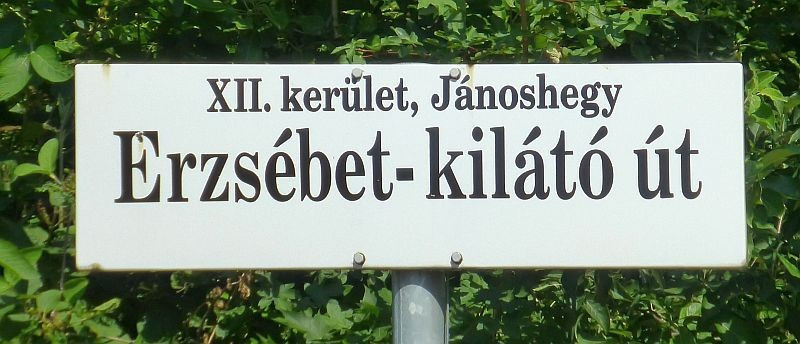 XII. kerület, Jánoshegy
Erzsébet-kilátó út